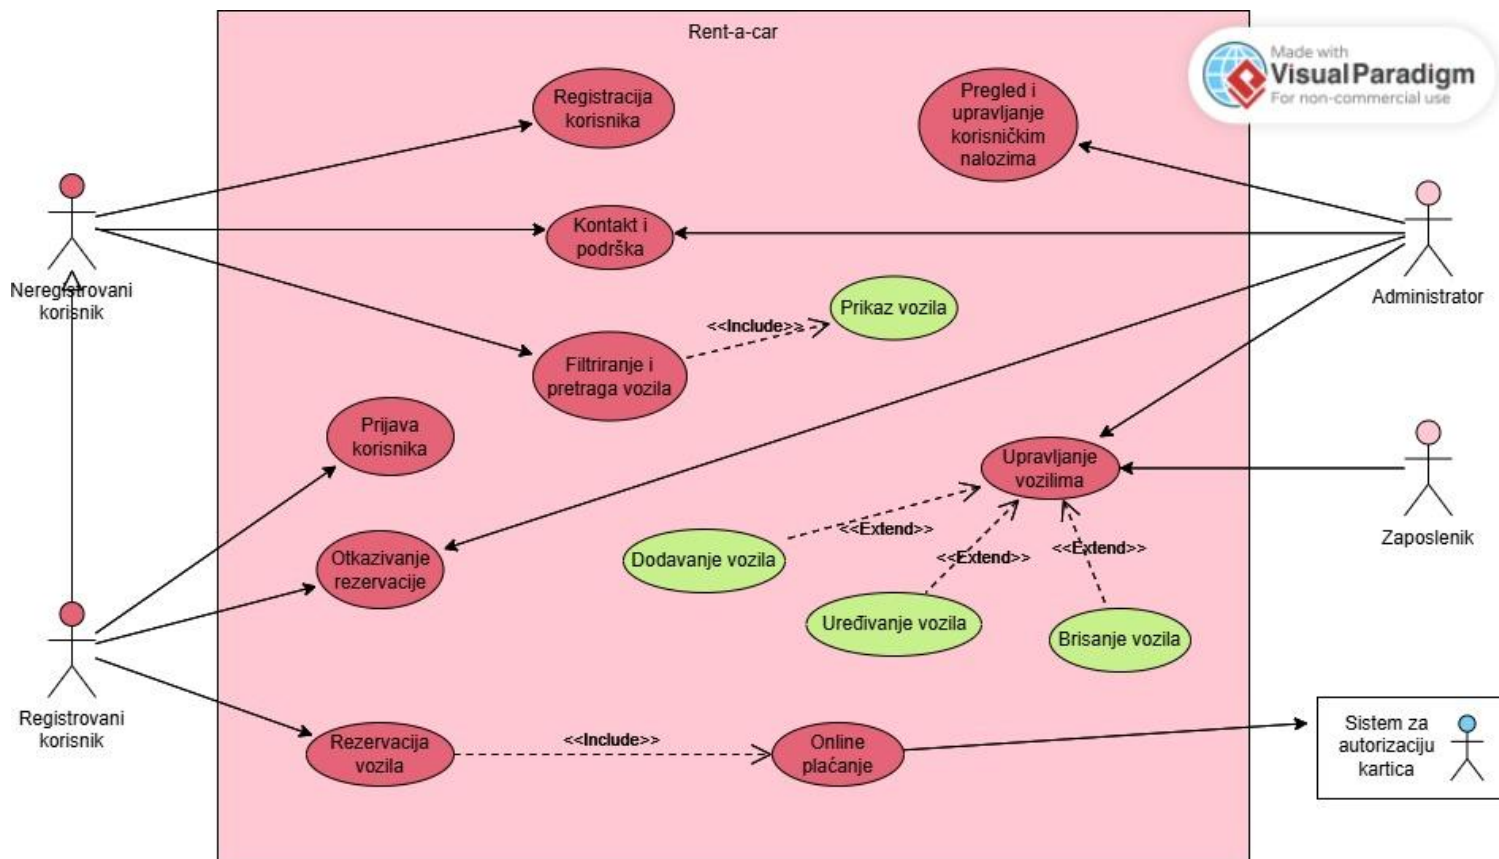 Rent-a-car
Made with
Visual Paradigm
For non-commercial use
Registracija
korisnika
Pregled i
upravljanje
korisničkim
nalozima
Kontakt i
podrška
Neregistrovani
korisnik
Administrator
Prikaz vozila
<<Include>>
Filtriranje i
pretraga vozila
Prijava
korisnika
Upravljanje
vozilima
Zaposlenik
<<Extend>>
<<Extend>>
<<Extend>>
Otkazivanje
rezervacije
Dodavanje vozila
Uređivanje vozila
Brisanje vozila
Registrovani
korisnik
Rezervacija
vozila
<<Include>>
Online
plaćanje
Sistem za
autorizaciju
kartica